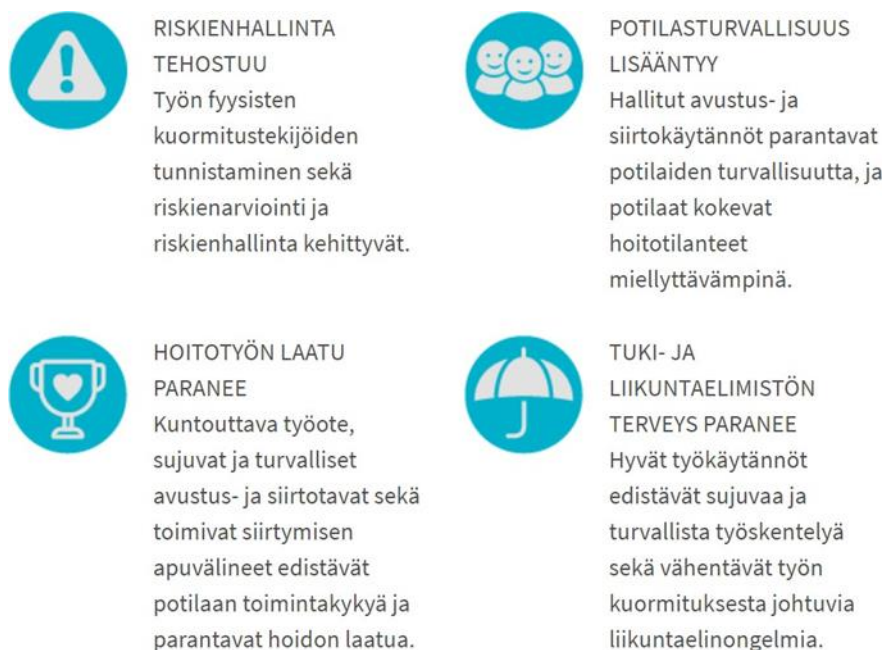 RISKIENHALLINTA
TEHOSTUU
Työn fyysisten
kuormitustekijöiden
tunnistaminen sekä
riskienarviointi ja
riskienhallinta kehittyvät.
POTILASTURVALLISUUS
LISÄÄNTYY
Hallitut avustus- ja
siirtokäytännöt parantavat
potilaiden turvallisuutta, ja
potilaat kokevat
hoitotilanteet
miellyttävämpinä.
HOITOTYÖN LAATU
PARANEE
Kuntouttava työote,
sujuvat ja turvalliset
avustus- ja siirtotavat sekä
toimivat siirtymisen
apuvälineet edistävät
potilaan toimintakykyä ja
parantavat hoidon laatua.
TUKI- JA
LIIKUNTAELIMISTÖN
TERVEYS PARANEE
Hyvät työkäytännöt
edistävät sujuvaa ja
turvallista työskentelyä
sekä vähentävät työn
kuormituksesta johtuvia
liikuntaelinongelmia.